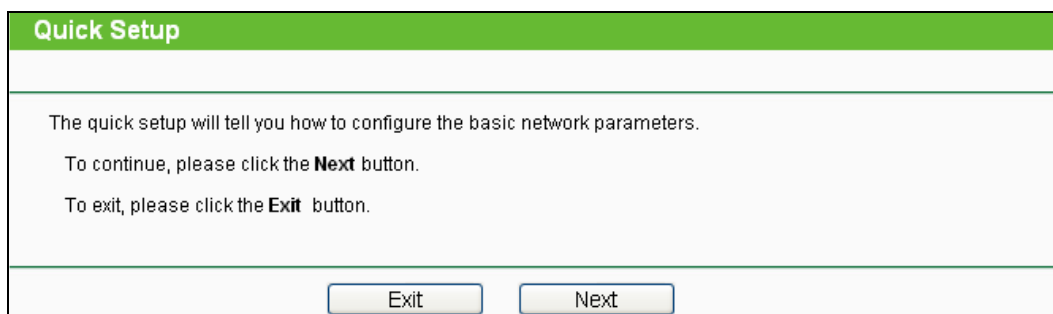 Quick Setup
The quick setup will tell you how to configure the basic network parameters.
To continue, please click the Next button.
To exit, please click the Exit button.
Exit Next